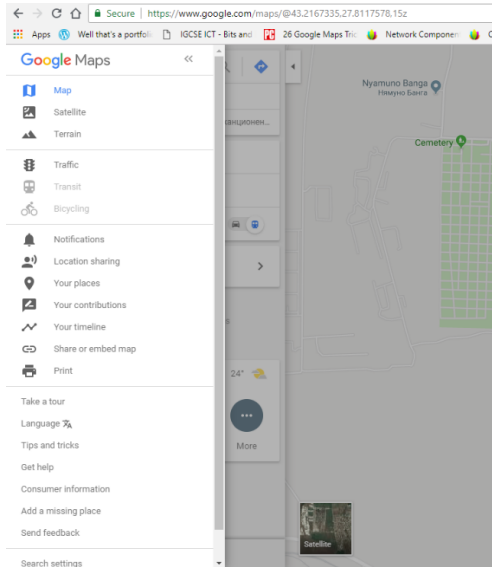 Secure | https://www.google.com/maps/@43.2167335,27.8117578,15z
Apps Well that's a portfoli IGCSE ICT - Bits and 26 Google Maps Tric Network Componen
Google Maps
Map
Satellite
Terrain
Traffic
Transit
Bicycling
Notifications
Location sharing
Your places
Your contributions
Your timeline
Share or embed map
Print
Take a tour
Language
Tips and tricks
Get help
Consumer information
Add a missing place
Send feedback
Search settings
канционен...
24°
More
Nyamuno Banga
Нямуно Банга
Cemetery
Satellite